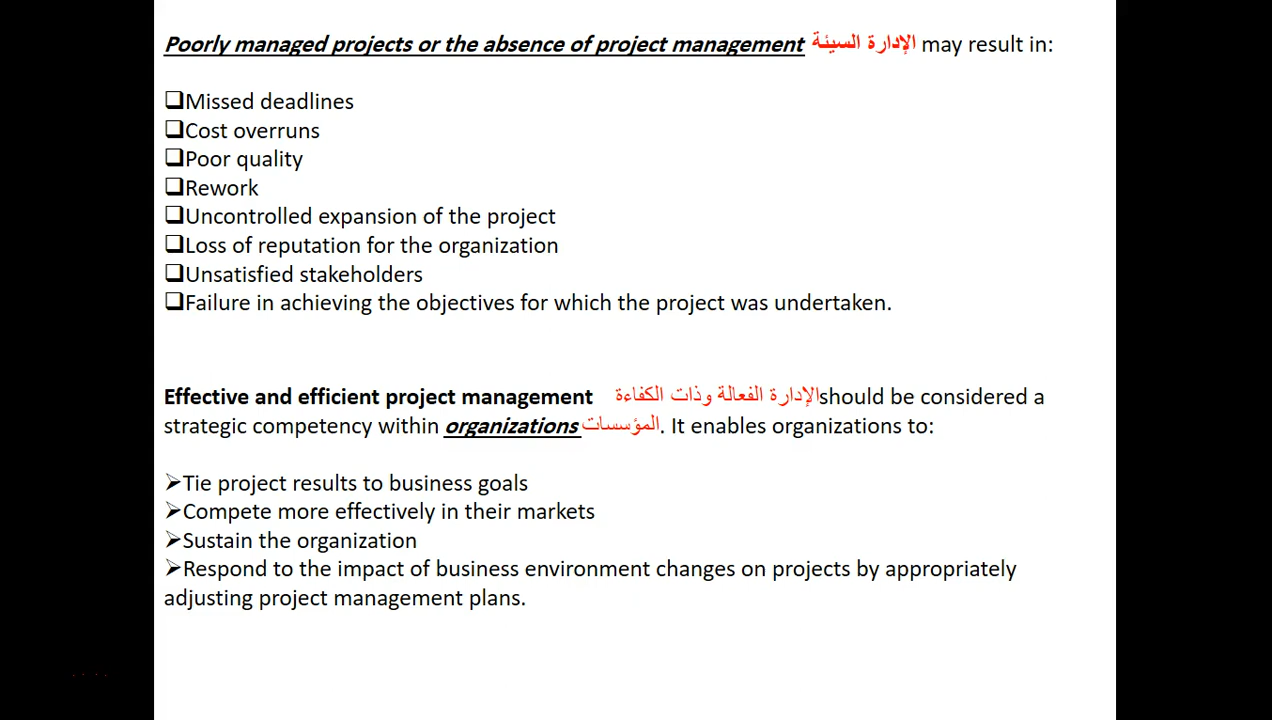 Poorly managed projects or the absence of project management الإدارة السيئة may result in:
❑Missed deadlines
❑Cost overruns
❑Poor quality
❑Rework
❑Uncontrolled expansion of the project
❑Loss of reputation for the organization
❑Unsatisfied stakeholders
❑Failure in achieving the objectives for which the project was undertaken.
Effective and efficient project management الإدارة الفعالة وذات الكفاءة should be considered a
strategic competency within organizations المؤسسات. It enables organizations to:
➢Tie project results to business goals
➢Compete more effectively in their markets
➢Sustain the organization
➢Respond to the impact of business environment changes on projects by appropriately
adjusting project management plans.